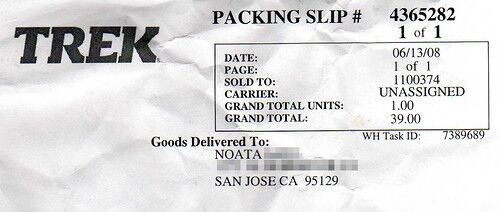 TREK
PACKING SLIP # 4365282
1 of 1
DATE: 06/13/08
PAGE: 1 of 1
SOLD TO: 1100374
CARRIER: UNASSIGNED
GRAND TOTAL UNITS: 1.00
GRAND TOTAL: 39.00
WH Task ID: 7389689
Goods Delivered To:
NOATA
SAN JOSE CA 95129